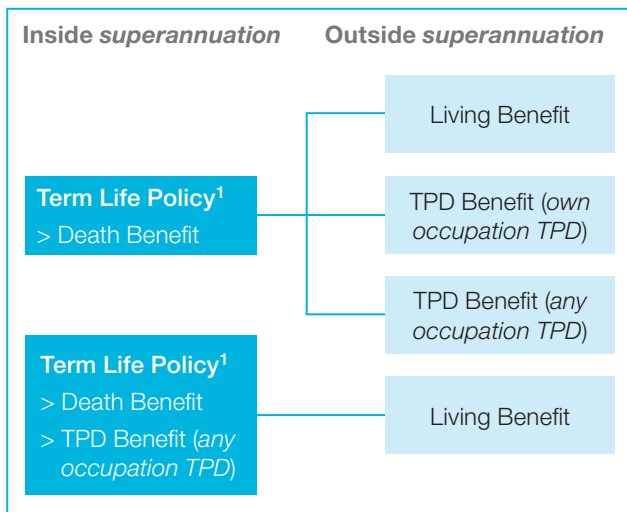 Inside superannuation
Outside superannuation
Term Life Policy1
> Death Benefit
Living Benefit
TPD Benefit (own
occupation TPD)
TPD Benefit (any
occupation TPD)
Term Life Policy1
> Death Benefit
> TPD Benefit (any
occupation TPD)
Living Benefit